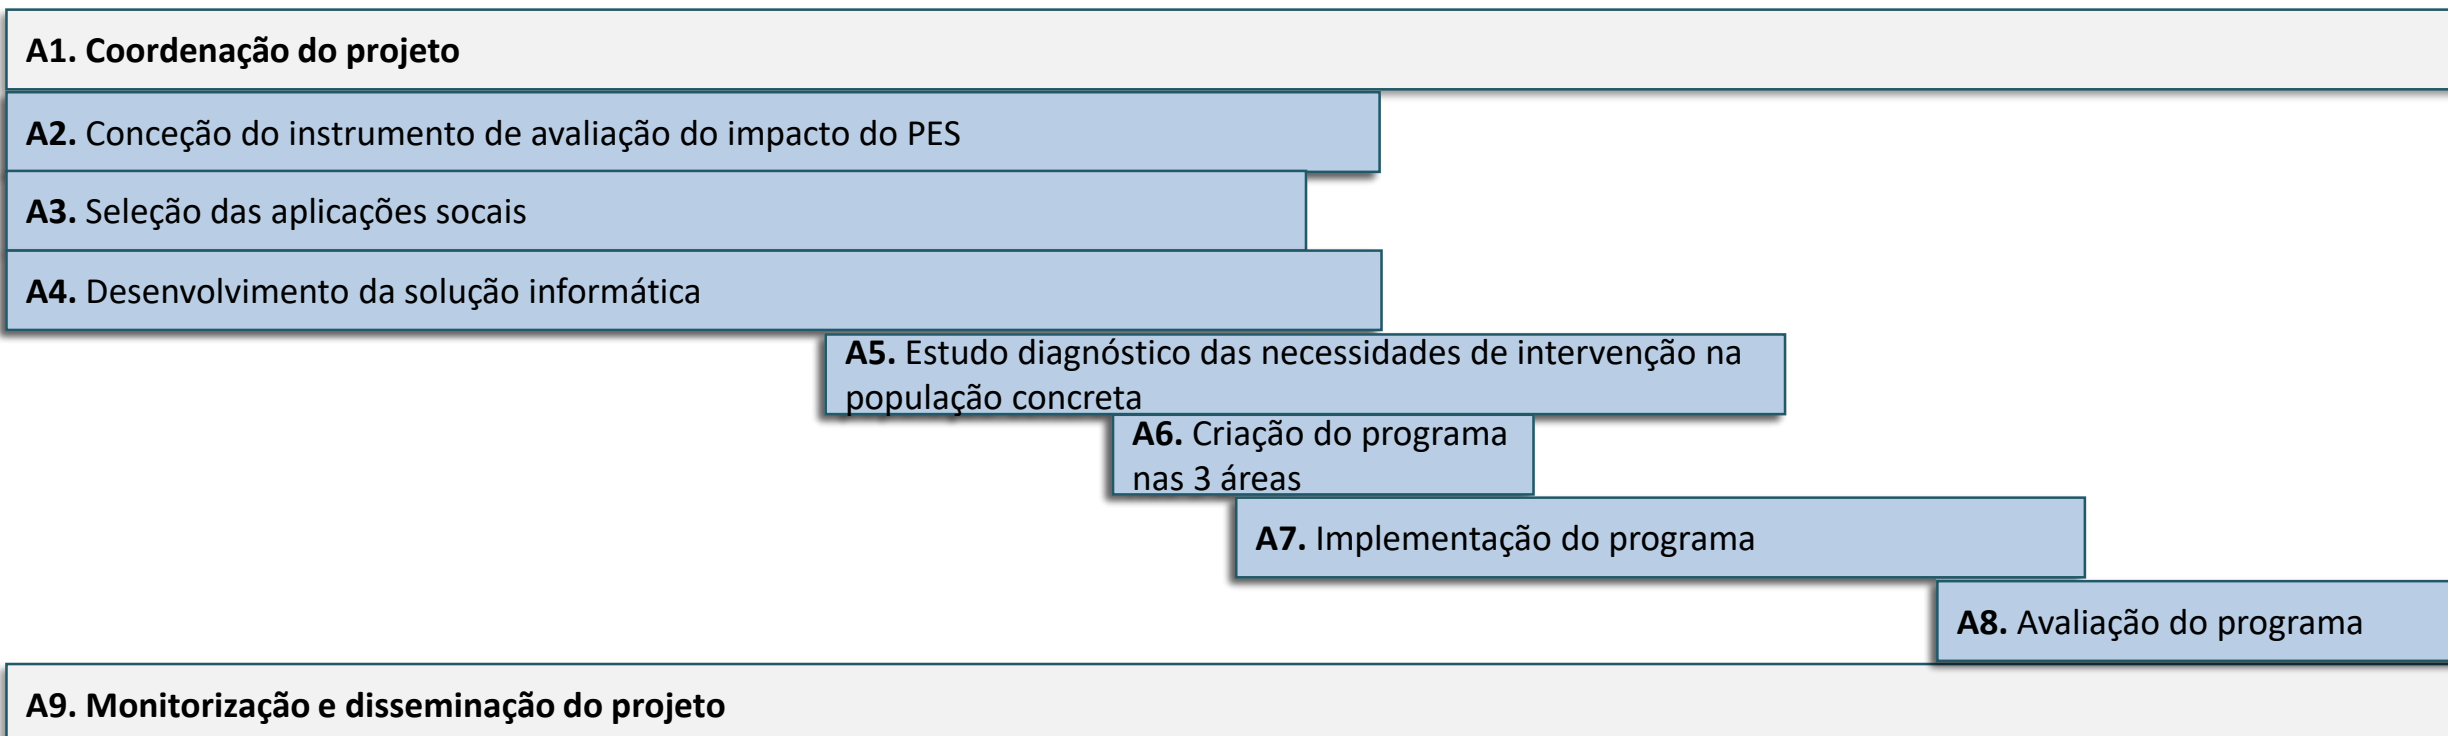 A1. Coordenação do projeto
A2. Conceção do instrumento de avaliação do impacto do PES
A3. Seleção das aplicações socais
A4. Desenvolvimento da solução informática
A5. Estudo diagnóstico das necessidades de intervenção na
população concreta
A6. Criação do programa
nas 3 áreas
A7. Implementação do programa
A8. Avaliação do programa
A9. Monitorização e disseminação do projeto